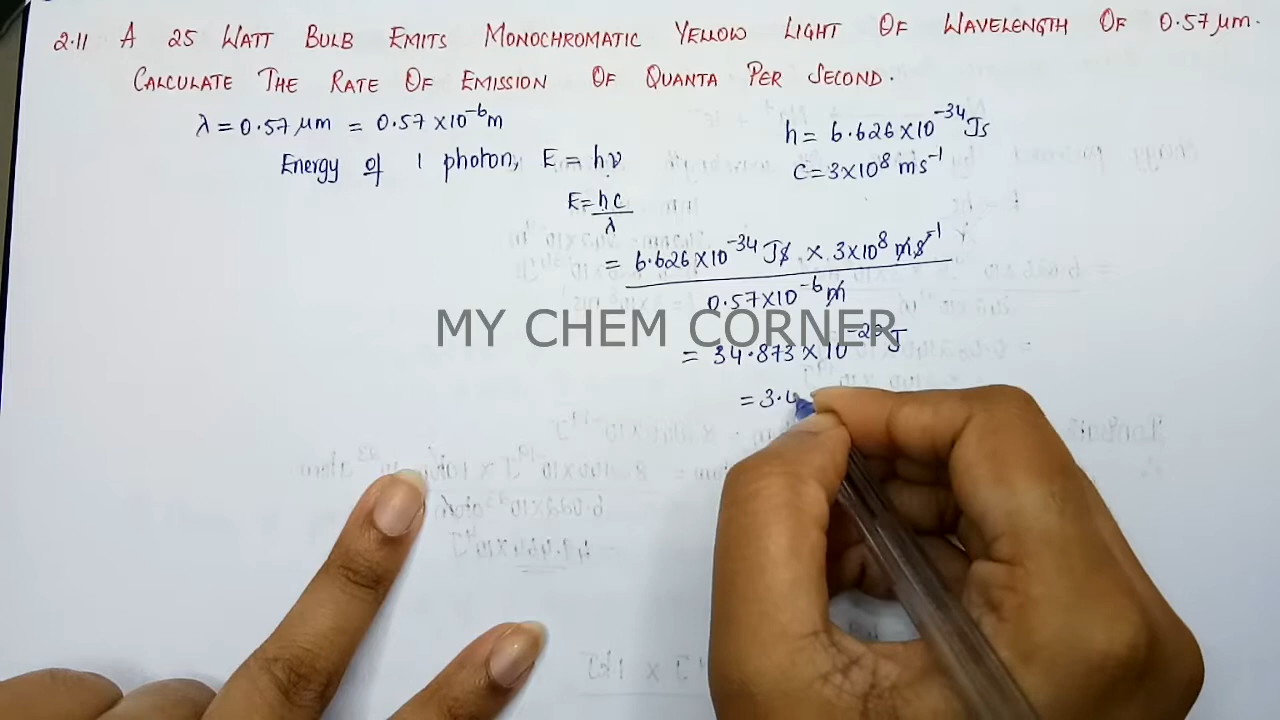 2.11 A 25 WATT BULB EMITS MONOCHROMATIC YELLOW LIGHT OF WAVELENGTH OF 0.57 μm.
CALCULATE THE RATE OF EMISSION OF QUANTA PER SECOND.
λ = 0.57 μm = 0.57 × 10⁻⁶ m
h = 6.626 × 10⁻³⁴ Js
Energy of 1 photon, E = hν
c = 3 × 10⁸ ms⁻¹
E = hc
λ
= 6.626 × 10⁻³⁴ Js × 3 × 10⁸ ms⁻¹
0.57 × 10⁻⁶ m
MY CHEM CORNER
= 34.873 × 10⁻²⁰ J
= 3.4